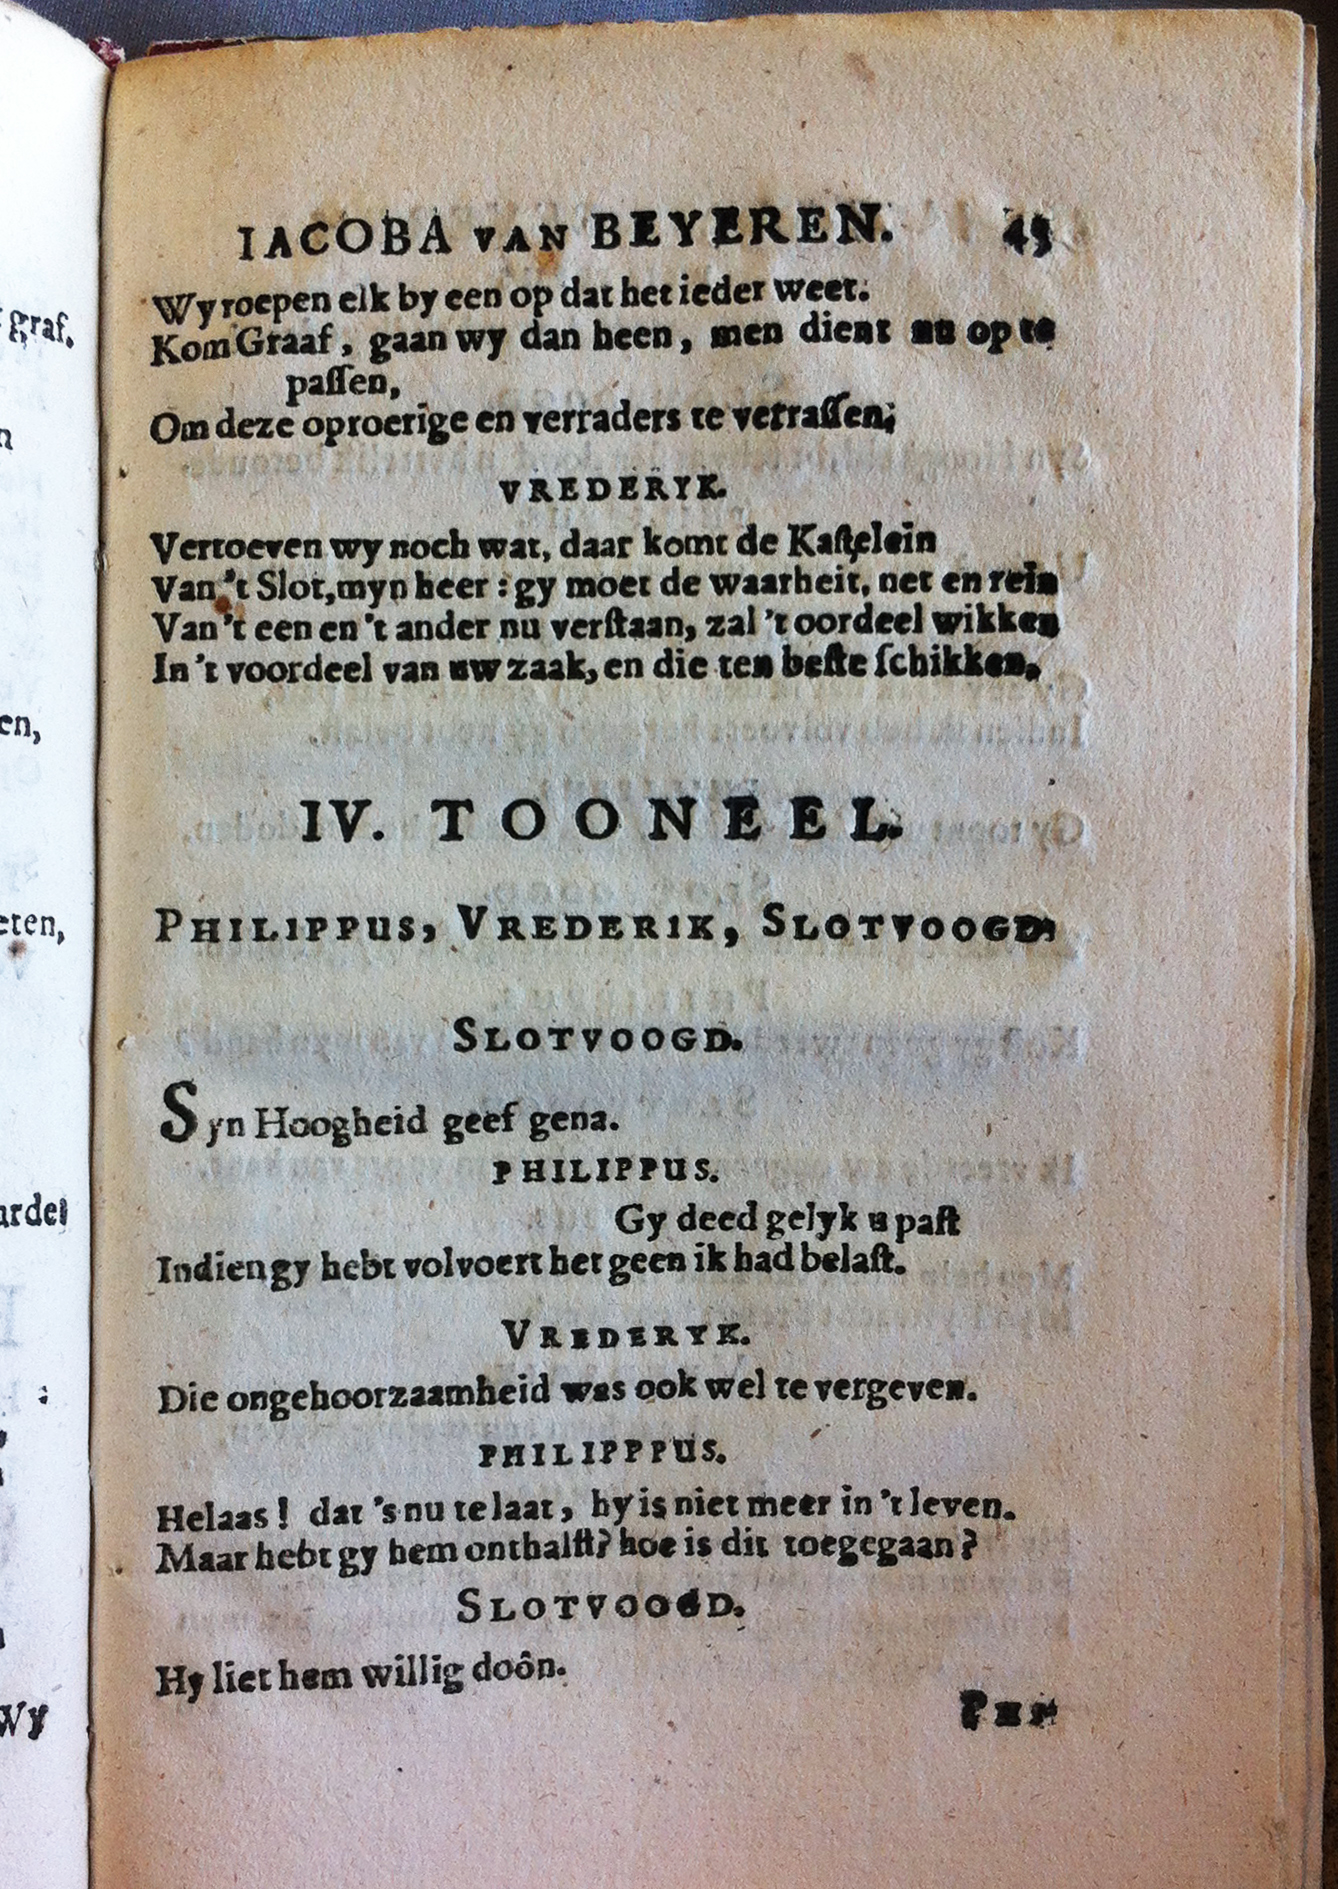 IACOBA VAN BEYEREN. 45
Wy roepen elk by een op dat het ieder weet.
Kom Graaf, gaan wy dan heen, men dient nu op te
passen,
Om deze oproerige en verraders te verrassen;
VREDERYK.
Vertoeven wy noch wat, daar komt de Kastelein
Van 't Slot, myn heer: gy moet de waarheit, net en rein
Van 't een en 't ander nu verstaan, zal 't oordeel wikken
In 't voordeel van uw zaak, en die ten beste schikken.
IV. TOONEEL.
PHILIPPUS, VREDERIK, SLOTVOOGD.
SLOTVOOGD.
Syn Hoogheid geef gena.
PHILIPPUS.
Gy deed gelyk u past
Indien gy hebt volvoert het geen ik had belast.
VREDERYK.
Die ongehoorzaamheid was ook wel te vergeven.
PHILIPPPUS.
Helaas! dat 's nu te laat, hy is niet meer in 't leven.
Maar hebt gy hem onthalst? hoe is dit toegegaan?
SLOTVOOGD.
Hy liet hem willig doôn.
graf.
n
en,
eten,
Wy